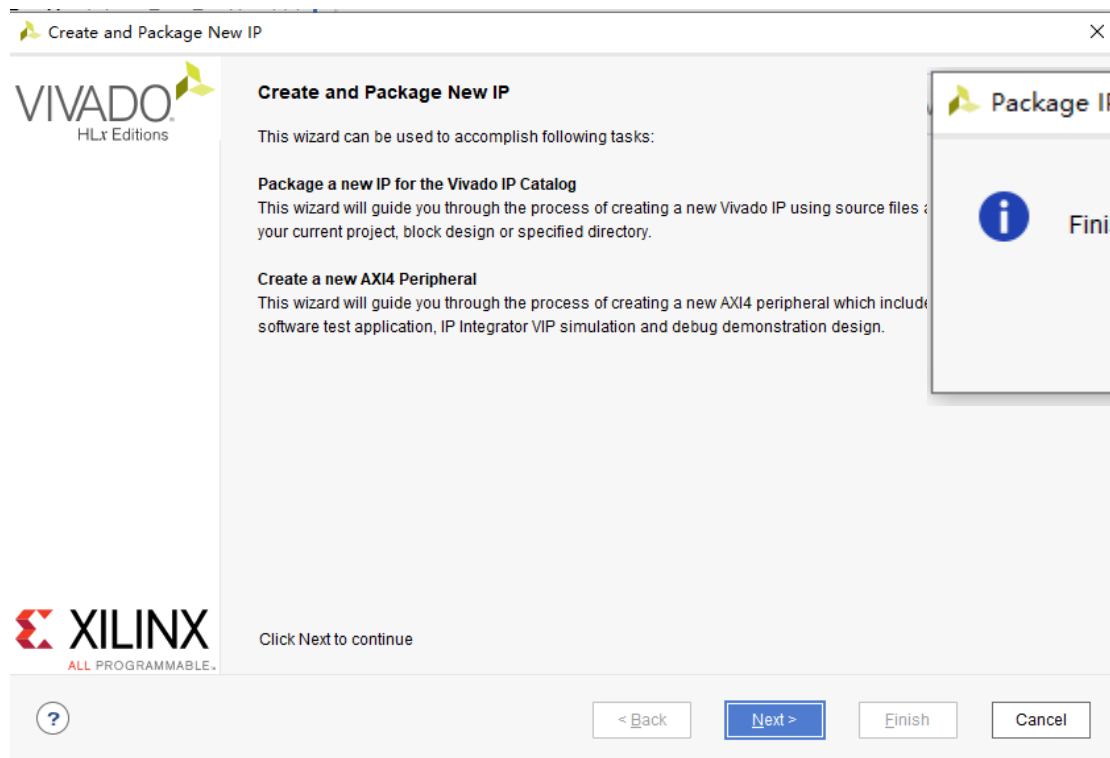 Create and Package New IP
VIVADO
HLx Editions
Create and Package New IP
This wizard can be used to accomplish following tasks:
Package a new IP for the Vivado IP Catalog
This wizard will guide you through the process of creating a new Vivado IP using source files
your current project, block design or specified directory.
Create a new AXI4 Peripheral
This wizard will guide you through the process of creating a new AXI4 peripheral which include
software test application, IP Integrator VIP simulation and debug demonstration design.
Package IP
Fini
XILINX
ALL PROGRAMMABLE™
Click Next to continue
?
< Back
Next >
Finish
Cancel